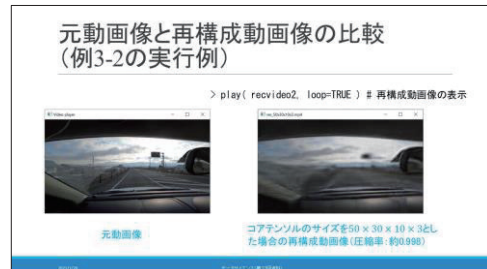 元動画像と再構成動画像の比較
（例3-2の実行例）
> play( recvideo2, loop=TRUE ) # 再構成動画像の表示
Video player
元動画像
コアテンソルのサイズを50×30×10×3とし
た場合の再構成動画像(圧縮率:約0.998)